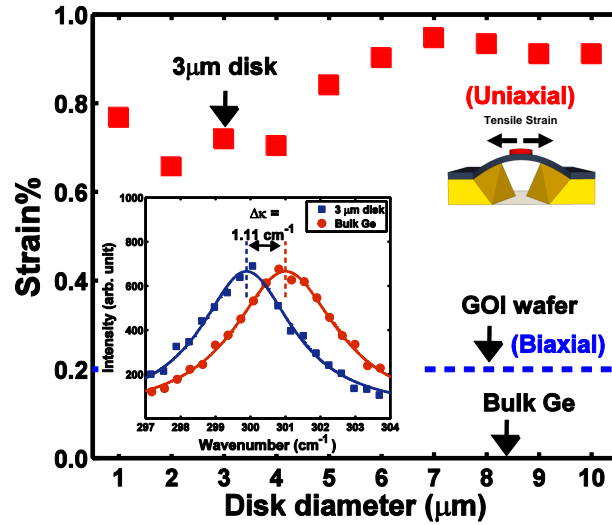 1.0
0.8
0.6
0.4
0.2
0.0
Strain%
3μm disk
(Uniaxial)
Tensile Strain
GOI wafer
(Biaxial)
Bulk Ge
1000
800
600
400
200
Intensity (arb. unit)
Δκ =
1.11 cm⁻¹
3 μm disk
Bulk Ge
297 298 299 300 301 302 303 304
Wavenumber (cm⁻¹)
1 2 3 4 5 6 7 8 9 10
Disk diameter (μm)